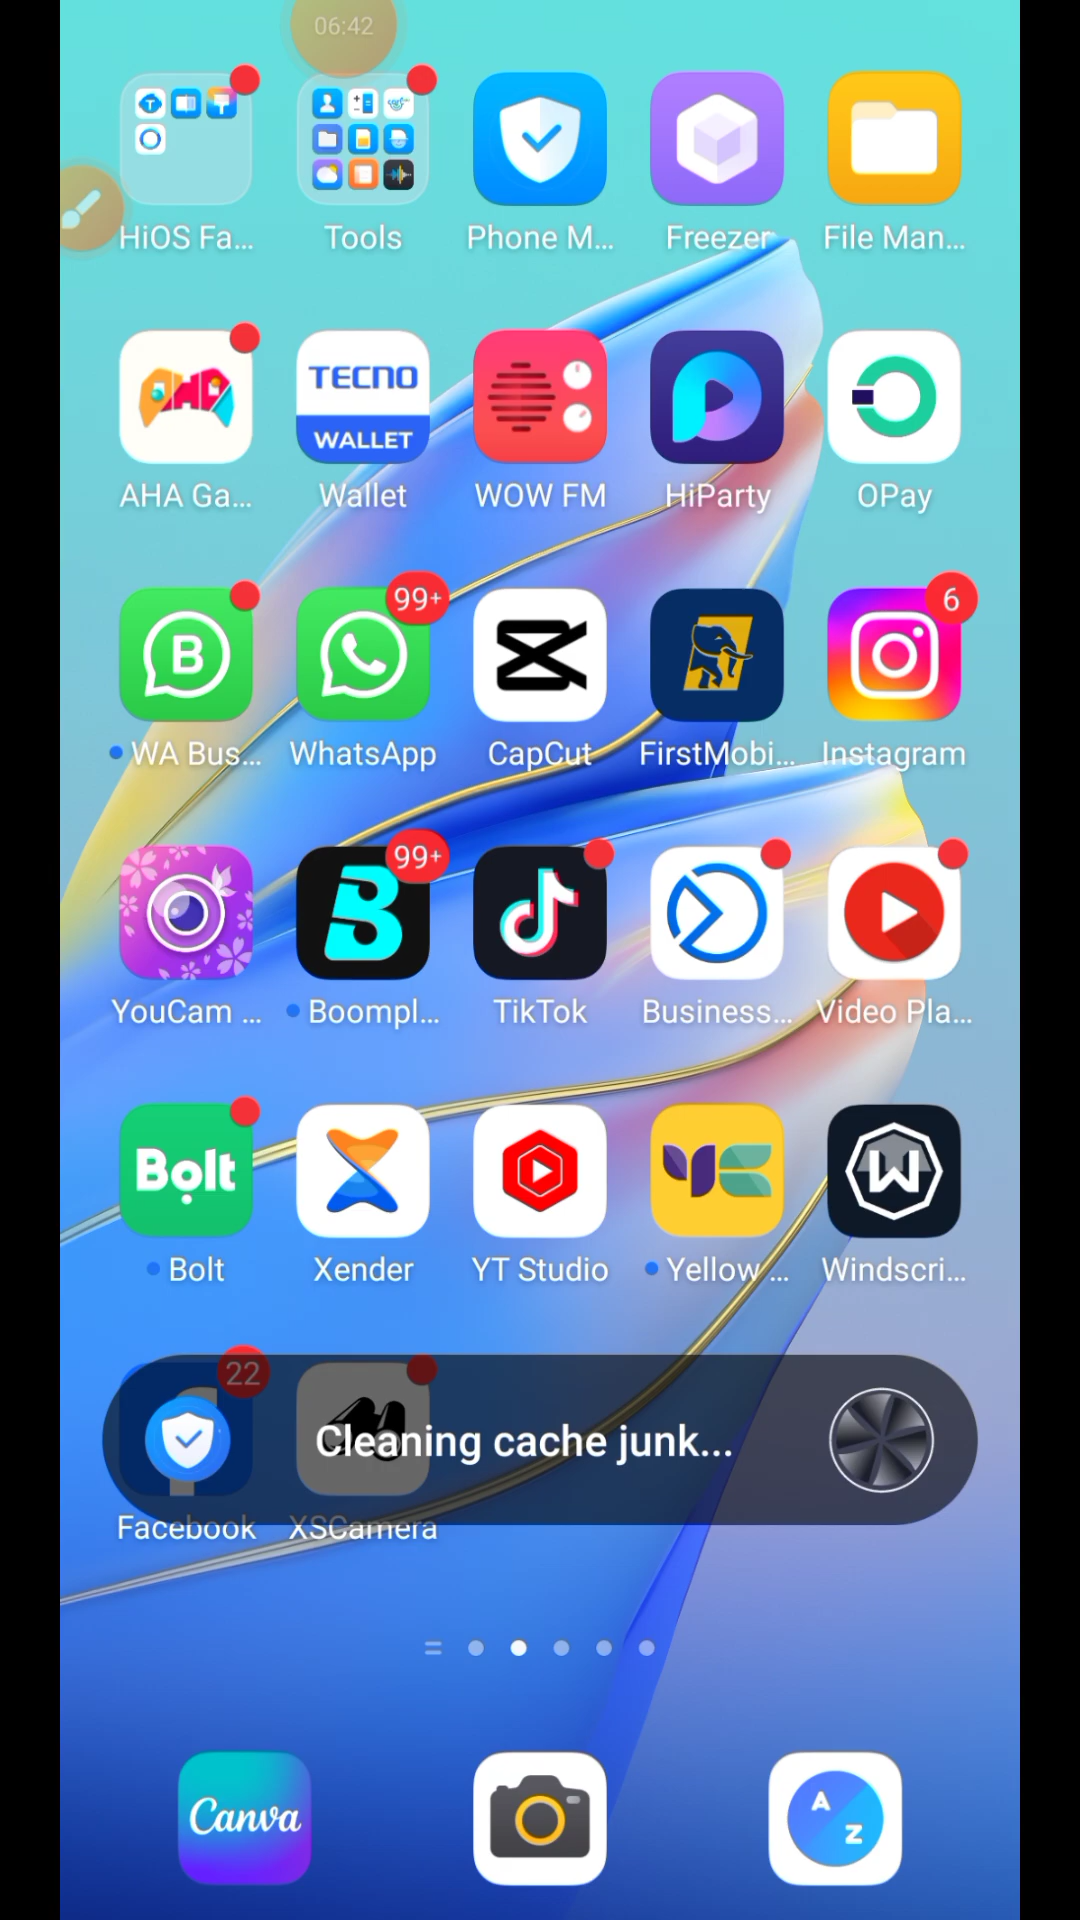 06:42
HiOS Fa...
Tools
Phone M...
Freezer
File Man...
AHA
TECNO
WALLET
AHA Ga...
Wallet
WOW FM
HiParty
OPay
B
99+
6
WA Bus...
WhatsApp
CapCut
FirstMobi...
Instagram
99+
B
YouCam ...
Boompl...
TikTok
Business...
Video Pla...
Bolt
Bolt
Xender
YT Studio
Yellow ...
Windscri...
22
Cleaning cache junk...
Facebook
XSCamera
Canva
A
Z